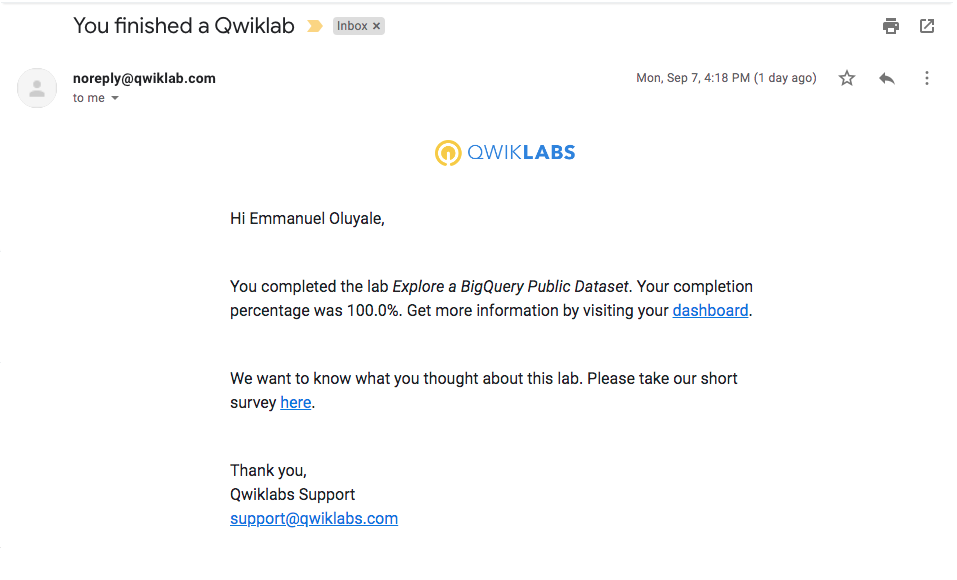 You finished a Qwiklab
Inbox ×
noreply@qwiklab.com
Mon, Sep 7, 4:18 PM (1 day ago)
to me
QWIKLABS
Hi Emmanuel Oluyale,
You completed the lab Explore a BigQuery Public Dataset. Your completion
percentage was 100.0%. Get more information by visiting your dashboard.
We want to know what you thought about this lab. Please take our short
survey here.
Thank you,
Qwiklabs Support
support@qwiklabs.com